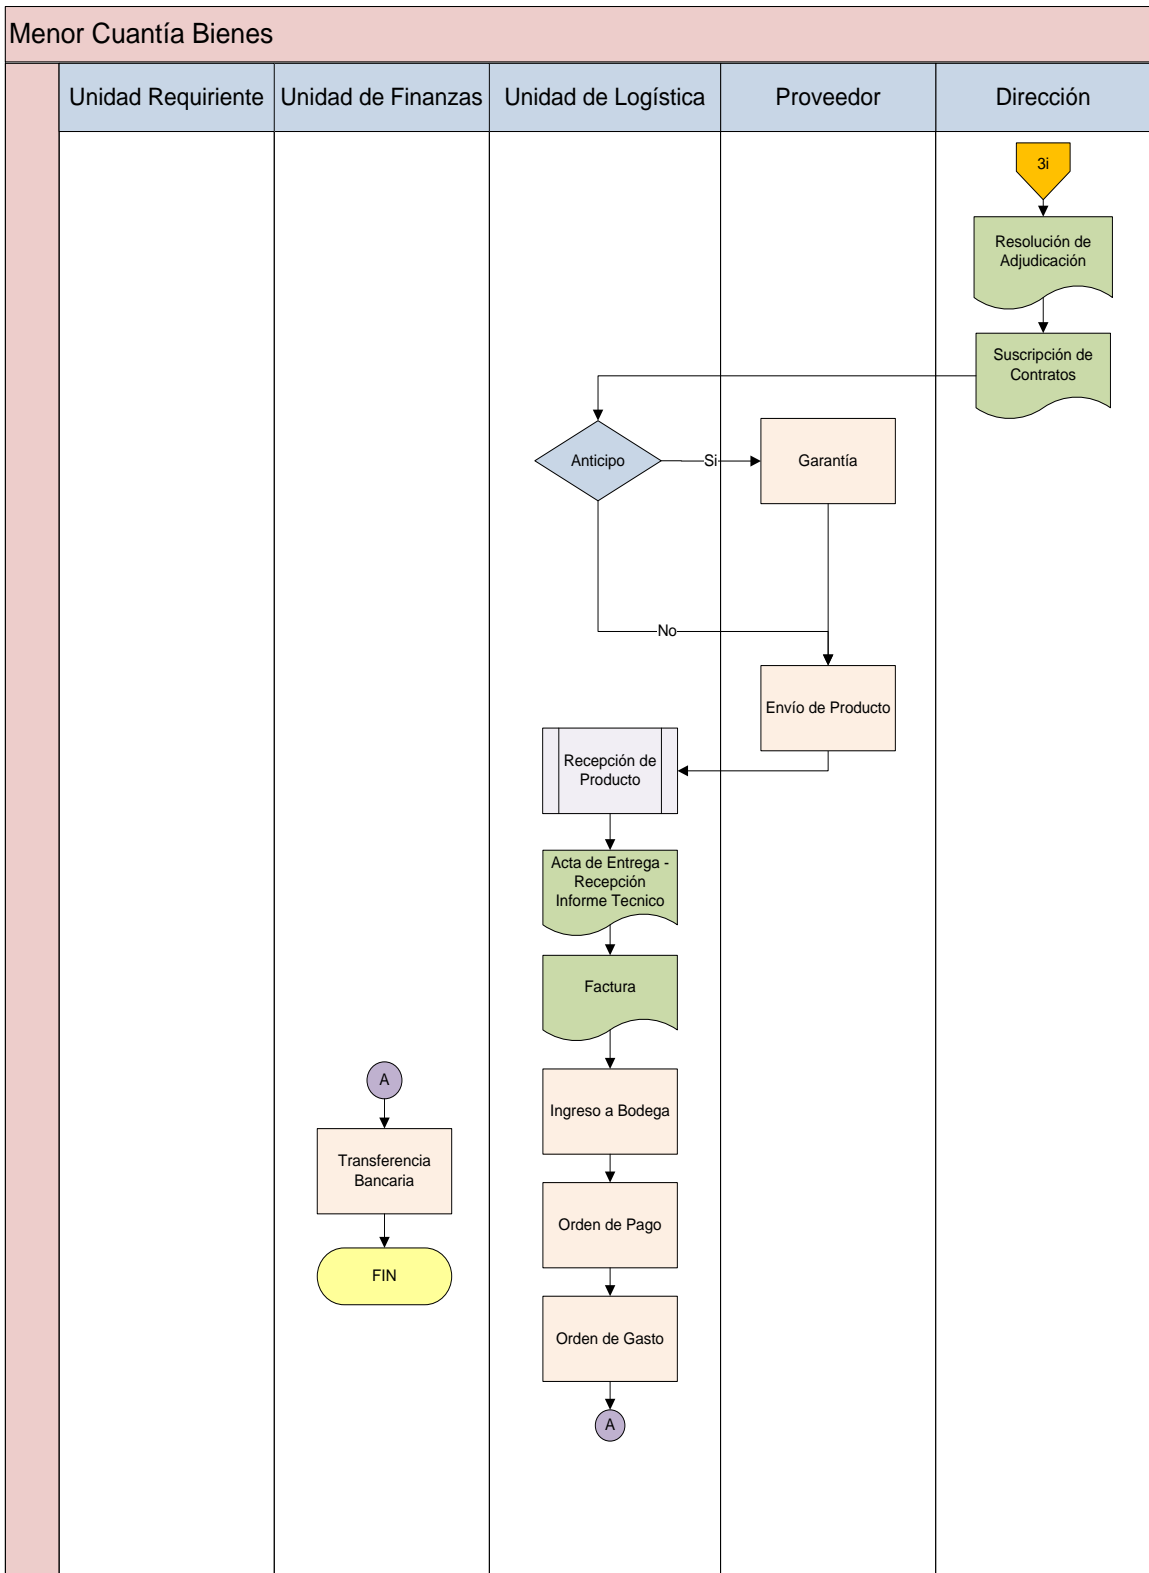 Menor Cuantía Bienes
Unidad Requiriente
Unidad de Finanzas
Unidad de Logística
Proveedor
Dirección
3i
Resolución de
Adjudicación
Suscripción de
Contratos
Anticipo
Si
Garantía
No
Envío de Producto
Recepción de
Producto
Acta de Entrega -
Recepción
Informe Tecnico
Factura
A
Ingreso a Bodega
Transferencia
Bancaria
Orden de Pago
FIN
Orden de Gasto
A